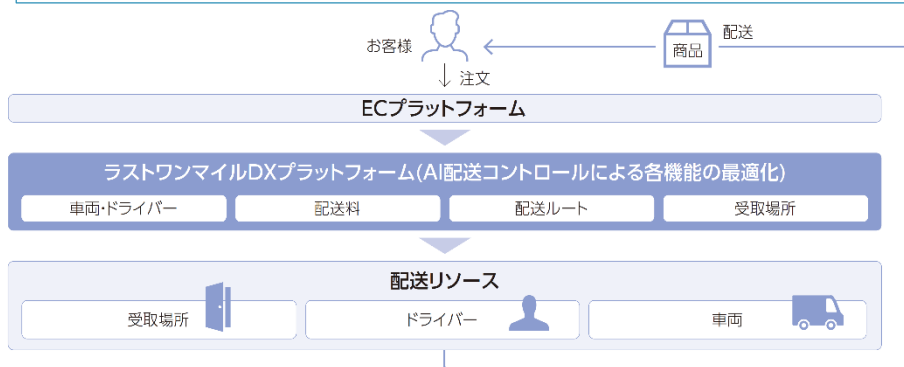 お客様
商品
配送
注文
ECプラットフォーム
ラストワンマイルDXプラットフォーム(AI配送コントロールによる各機能の最適化)
車両・ドライバー
配送料
配送ルート
受取場所
配送リソース
受取場所
ドライバー
車両